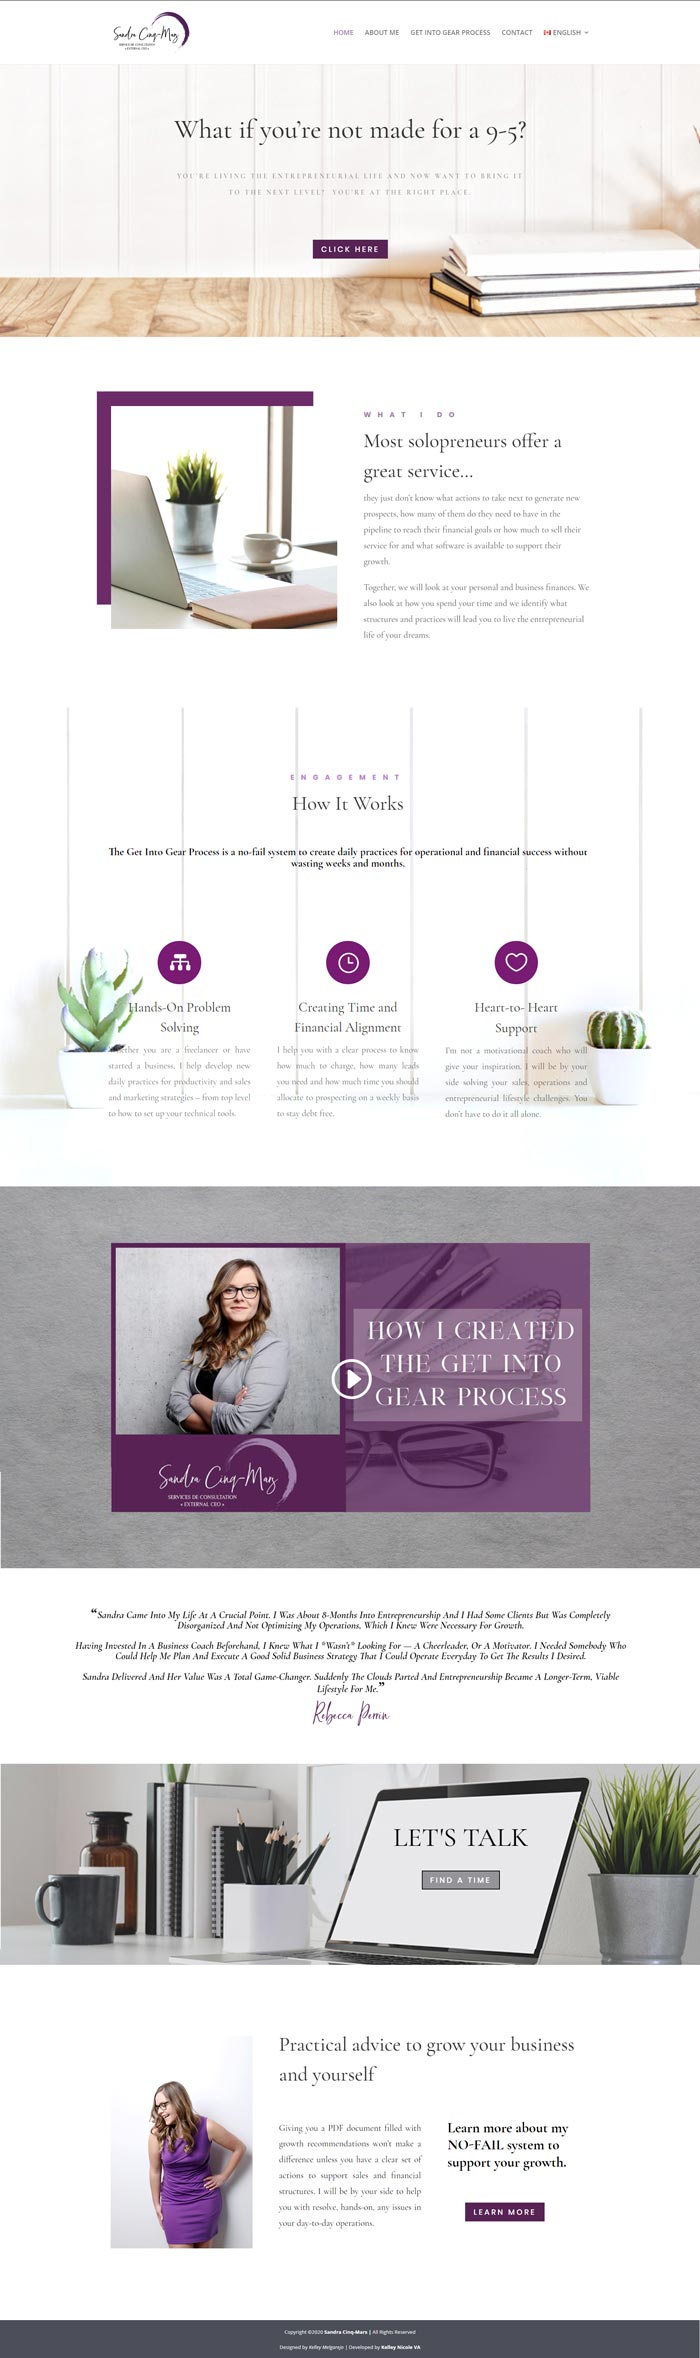 Sandra Cinq-Mars
SERVICES DE CONSULTATION
« EXTERNAL CEO »
HOME
ABOUT ME
GET INTO GEAR PROCESS
CONTACT
ENGLISH
What if you're not made for a 9-5?
YOU'RE LIVING THE ENTREPRENEURIAL LIFE AND NOW WANT TO BRING IT
TO THE NEXT LEVEL? YOU'RE AT THE RIGHT PLACE.
CLICK HERE
WHAT I DO
Most solopreneurs offer a
great service...
they just don't know what actions to take next to generate new
prospects, how many of them do they need to have in the
pipeline to reach their financial goals or how much to sell their
service for and what software is available to support their
growth.
Together, we will look at your personal and business finances. We
also look at how you spend your time and we identify what
structures and practices will lead you to live the entrepreneurial
life of your dreams.
ENGAGEMENT
How It Works
The Get Into Gear Process is a no-fail system to create daily practices for operational and financial success without
wasting weeks and months.
Hands-On Problem
Solving
Whether you are a freelancer or have
started a business. I help develop new
daily practices for productivity and sales
and marketing strategies – from top level
to how to set up your technical tools.
Creating Time and
Financial Alignment
I help you with a clear process to know
how much to charge, how many leads
you need and how much time you should
allocate to prospecting on a weekly basis
to stay debt free.
Heart-to- Heart
Support
I'm not a motivational coach who will
give your inspiration. I will be by your
side solving your sales, operations and
entrepreneurial lifestyle challenges. You
don't have to do it all alone.
HOW I CREATED
THE GET INTO
GEAR PROCESS
Sandra Cinq-Mars
SERVICES DE CONSULTATION
« EXTERNAL CEO »
“Sandra Came Into My Life At A Crucial Point. I Was About 8-Months Into Entrepreneurship And I Had Some Clients But Was Completely
Disorganized And Not Optimizing My Operations, Which I Knew Were Necessary For Growth.
Having Invested In A Business Coach Beforehand, I Knew What I *Wasn't* Looking For — A Cheerleader, Or A Motivator. I Needed Somebody Who
Could Help Me Plan And Execute A Good Solid Business Strategy That I Could Operate Everyday To Get The Results I Desired.
Sandra Delivered And Her Value Was A Total Game-Changer. Suddenly The Clouds Parted And Entrepreneurship Became A Longer-Term, Viable
Lifestyle For Me.”
Rebecca Perrin
LET'S TALK
FIND A TIME
Practical advice to grow your business
and yourself
Giving you a PDF document filled with
growth recommendations won't make a
difference unless you have a clear set of
actions to support sales and financial
structures. I will be by your side to help
you with resolve, hands-on, any issues in
your day-to-day operations.
Learn more about my
NO-FAIL system to
support your growth.
LEARN MORE
Copyright ©2020 Sandra Cinq-Mars | All Rights Reserved
Designed by Kelley Melgarejo | Developed by Kelley Nicole VA